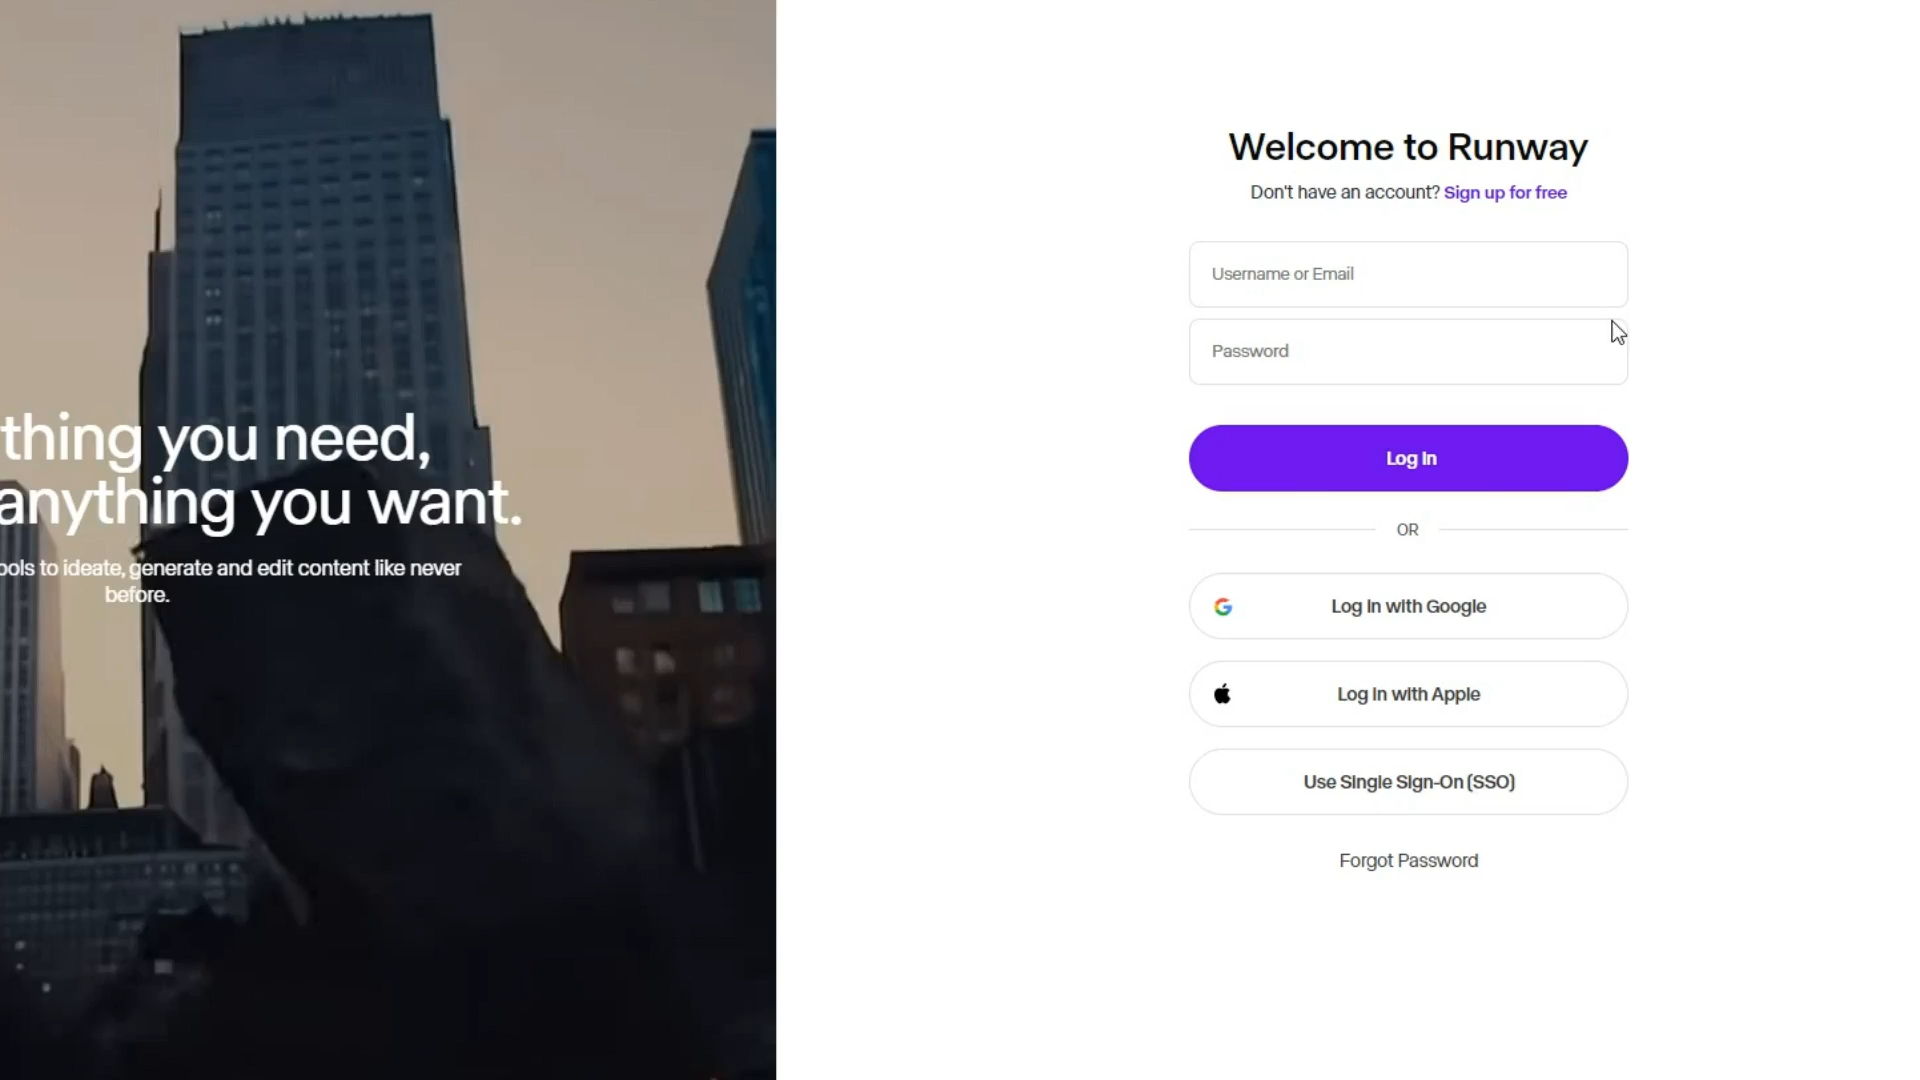 thing you need,
anything you want.
ools to ideate, generate and edit content like never
before.
Welcome to Runway
Don't have an account? Sign up for free
Username or Email
Password
Log In
OR
Log In with Google
Log In with Apple
Use Single Sign-On (SSO)
Forgot Password